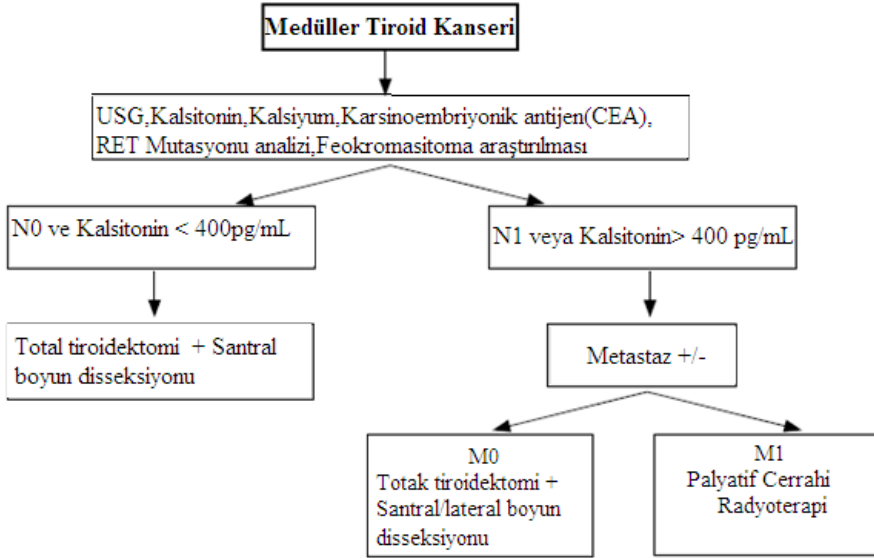 Medüller Tiroid Kanseri
USG,Kalsitonin,Kalsiyum,Karsinoembriyonik antijen(CEA),
RET Mutasyonu analizi,Feokromasitoma araştırılması
N0 ve Kalsitonin < 400pg/mL
N1 veya Kalsitonin> 400 pg/mL
Total tiroidektomi + Santral
boyun disseksiyonu
Metastaz +/-
M0
Totak tiroidektomi +
Santral/lateral boyun
disseksiyonu
M1
Palyatif Cerrahi
Radyoterapi